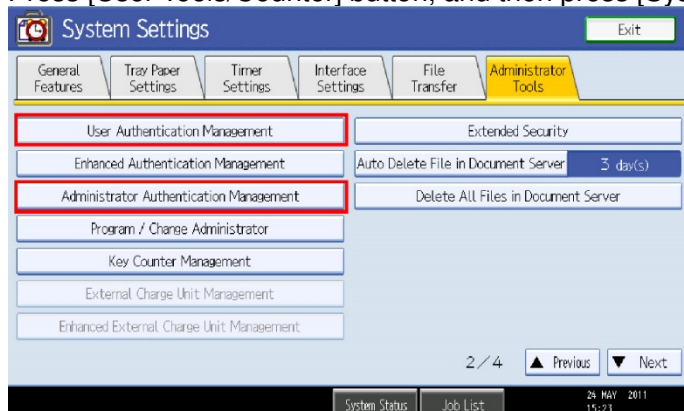 Press [User Tools/Counter] button, and then press [Sys
System Settings
Exit
General Features
Tray Paper Settings
Timer Settings
Interface Settings
File Transfer
Administrator Tools
User Authentication Management
Extended Security
Enhanced Authentication Management
Auto Delete File in Document Server
3 day(s)
Administrator Authentication Management
Delete All Files in Document Server
Program / Change Administrator
Key Counter Management
External Charge Unit Management
Enhanced External Charge Unit Management
2/4
▲ Previous
▼ Next
System Status
Job List
24 MAY 2011
15:23